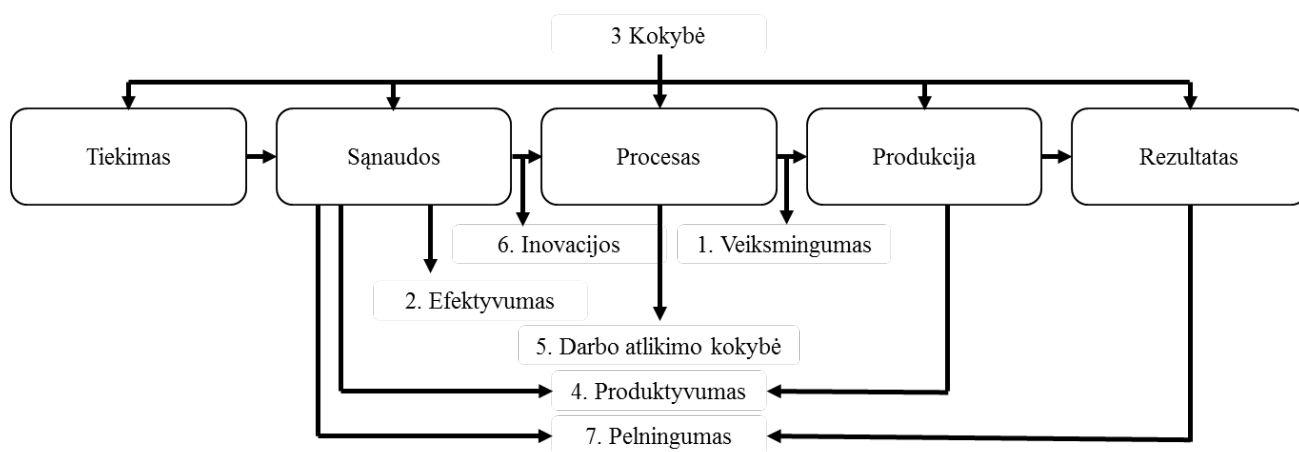 3 Kokybė
Tiekimas
Sąnaudos
Procesas
Produkcija
Rezultatas
6. Inovacijos
1. Veiksmingumas
2. Efektyvumas
5. Darbo atlikimo kokybė
4. Produktyvumas
7. Pelningumas